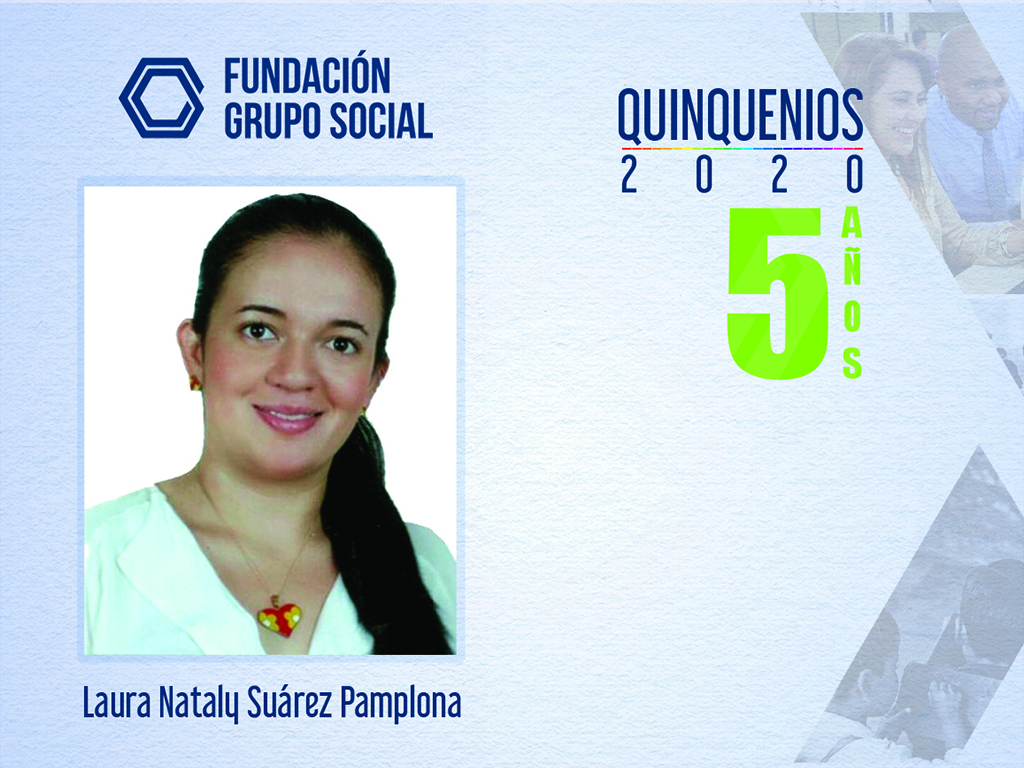 FUNDACIÓN
GRUPO SOCIAL
QUINQUENIOS
2020
5 AÑOS
Laura Nataly Suárez Pamplona